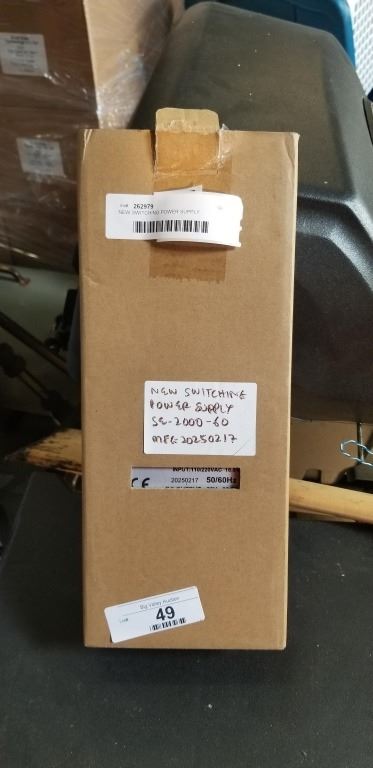 262979
NEW SWITCHING POWER SUPPLY
NEW SWITCHING
POWER SUPPLY
SE-2000-60
MFG: 20250217
INPUT:110/220VAC
CE 20250217 50/60Hz
Big Valley Auction
Lot# 49